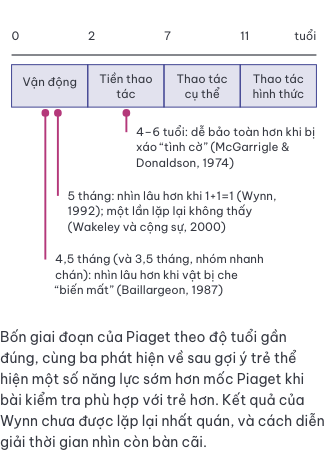 0 2 7 11 tuổi
Vận động
Tiền thao tác
Thao tác cụ thể
Thao tác hình thức
4–6 tuổi: dễ bảo toàn hơn khi bị
xáo “tình cờ” (McGarrigle &
Donaldson, 1974)
5 tháng: nhìn lâu hơn khi 1+1=1 (Wynn,
1992); một lần lặp lại không thấy
(Wakeley và cộng sự, 2000)
4,5 tháng (và 3,5 tháng, nhóm nhanh
chán): nhìn lâu hơn khi vật bị che
“biến mất” (Baillargeon, 1987)
Bốn giai đoạn của Piaget theo độ tuổi gần
đúng, cùng ba phát hiện về sau gợi ý trẻ thể
hiện một số năng lực sớm hơn mốc Piaget khi
bài kiểm tra phù hợp với trẻ hơn. Kết quả của
Wynn chưa được lặp lại nhất quán, và cách diễn
giải thời gian nhìn còn bàn cãi.